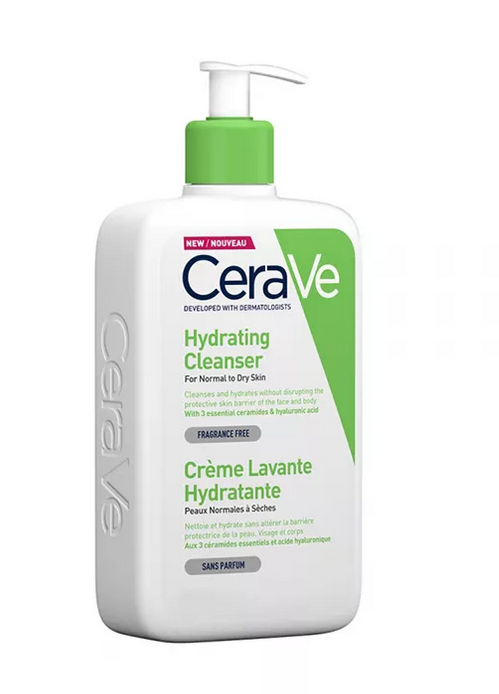 NEW / NOUVEAU
CeraVe
DEVELOPED WITH DERMATOLOGISTS
Hydrating
Cleanser
For Normal to Dry Skin
Cleanses and hydrates without disrupting the
protective skin barrier of the face and body
With 3 essential ceramides & hyaluronic acid
FRAGRANCE FREE
Crème Lavante
Hydratante
Peaux Normales à Sèches
Nettoie et hydrate sans altérer la barrière
protectrice de la peau. Visage et corps
Aux 3 céramides essentiels et acide hyaluronique
SANS PARFUM
CeraVe